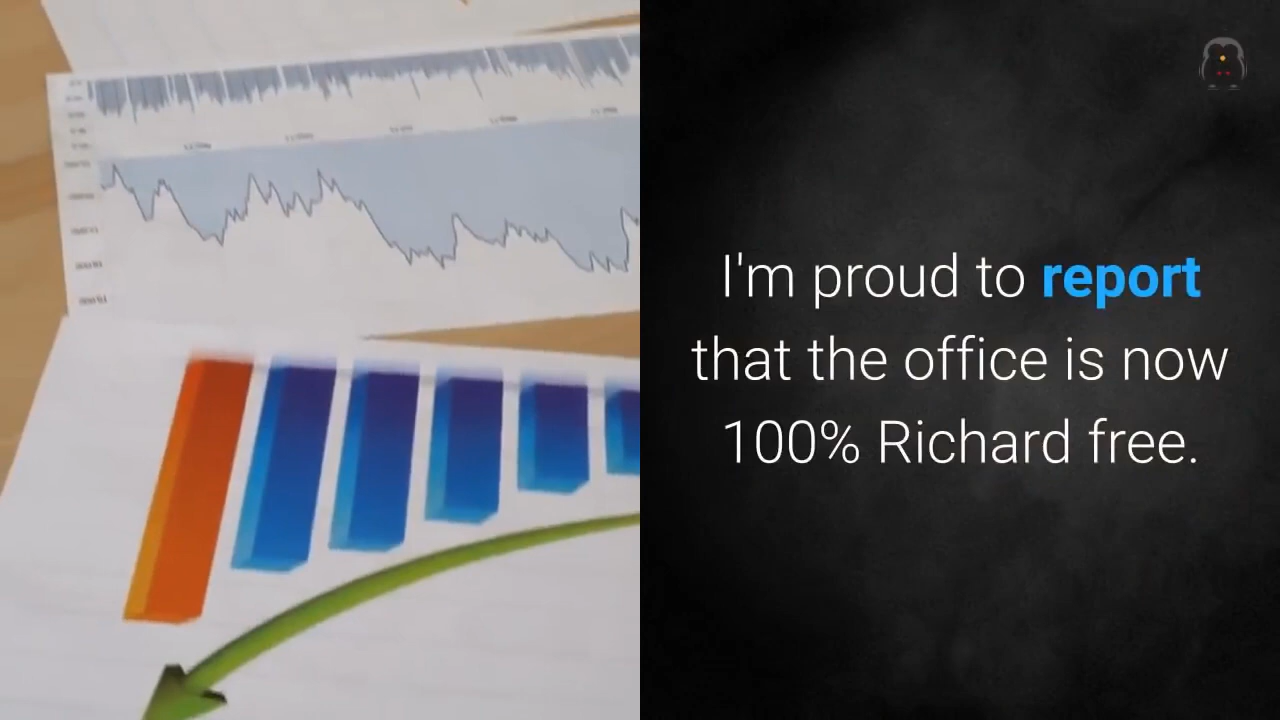 I'm proud to report
that the office is now
100% Richard free.